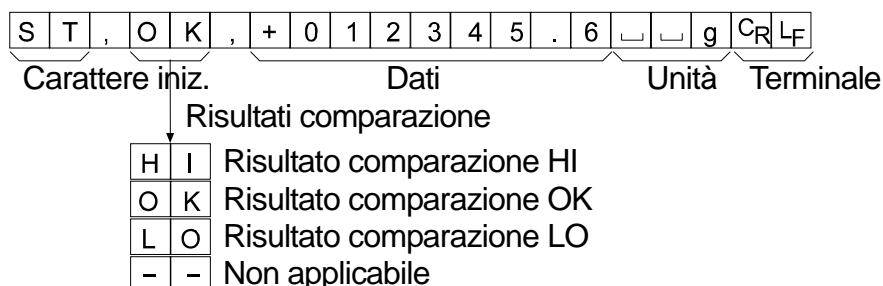 S T , O K , + 0 1 2 3 4 5 . 6 ␣ ␣ g CR LF
Carattere iniz. Dati Unità Terminale
Risultati comparazione
H I Risultato comparazione HI
O K Risultato comparazione OK
L O Risultato comparazione LO
- - Non applicabile